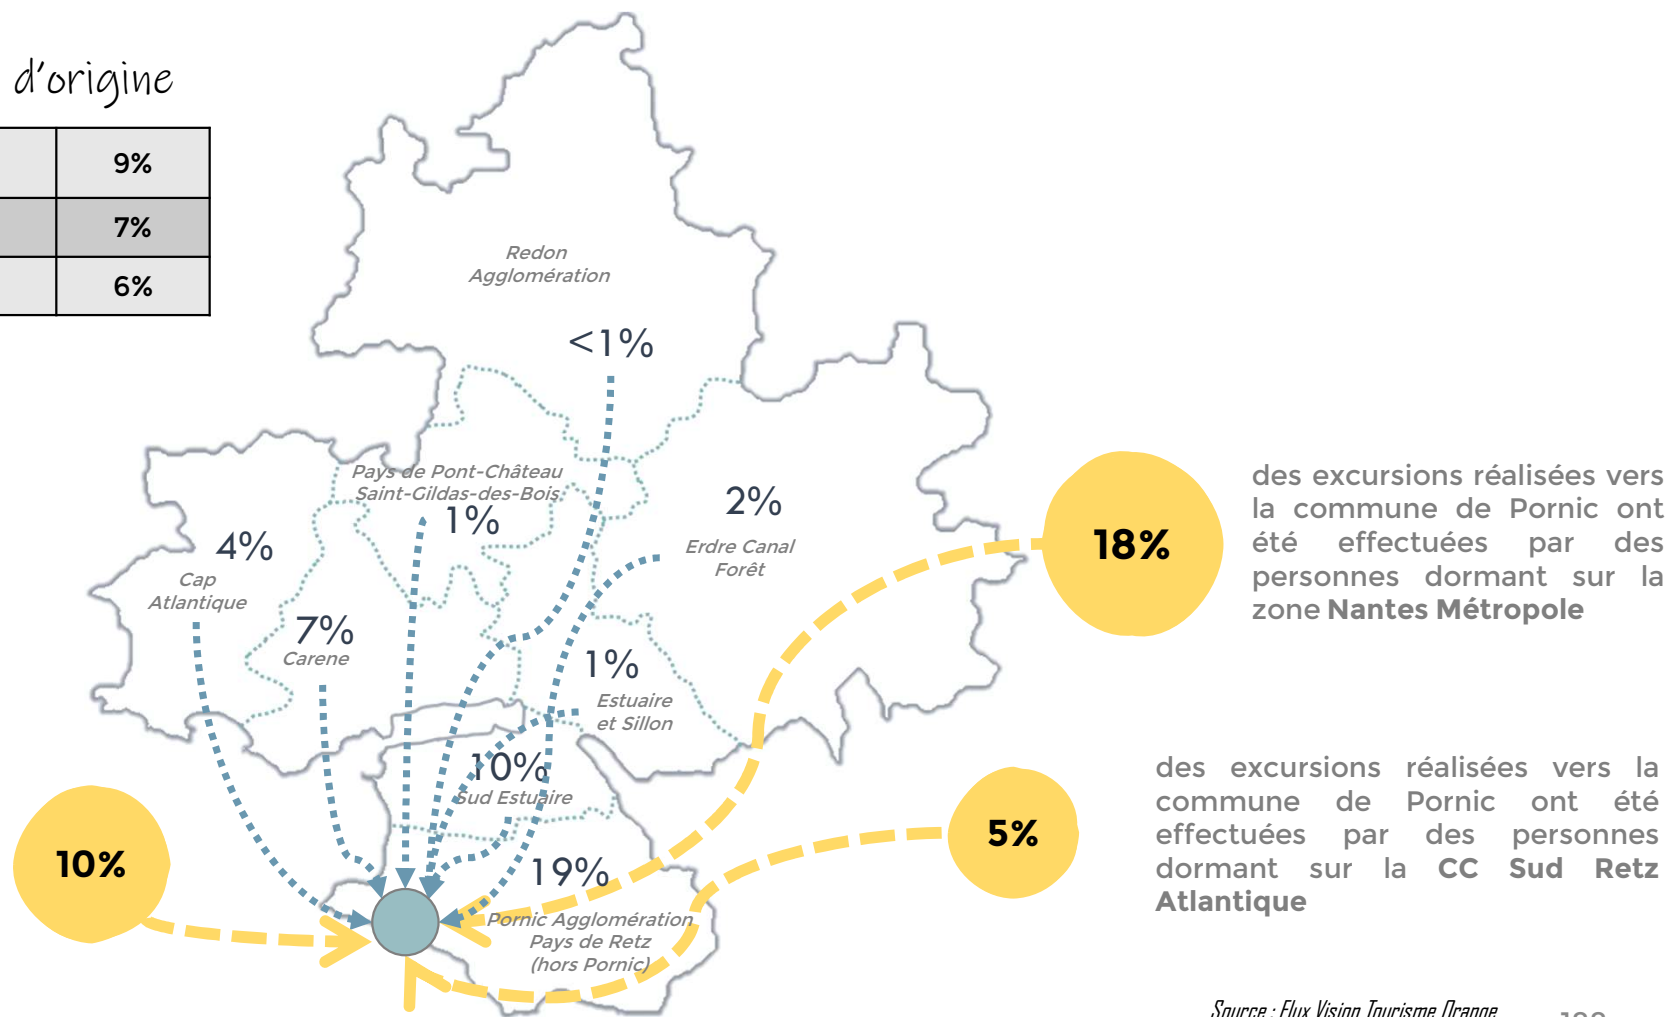 d'origine
9%
7%
6%
Redon
Agglomération
<1%
Pays de Pont-Château
Saint-Gildas-des-Bois
1%
2%
Erdre Canal
Forêt
4%
Cap
Atlantique
7%
Carene
1%
Estuaire
et Sillon
10%
Sud Estuaire
19%
Pornic Agglomération
Pays de Retz
(hors Pornic)
10%
18%
des excursions réalisées vers
la commune de Pornic ont
été effectuées par des
personnes dormant sur la
zone Nantes Métropole
5%
des excursions réalisées vers la
commune de Pornic ont été
effectuées par des personnes
dormant sur la CC Sud Retz
Atlantique
Source : Flux Vision Tourisme Orange